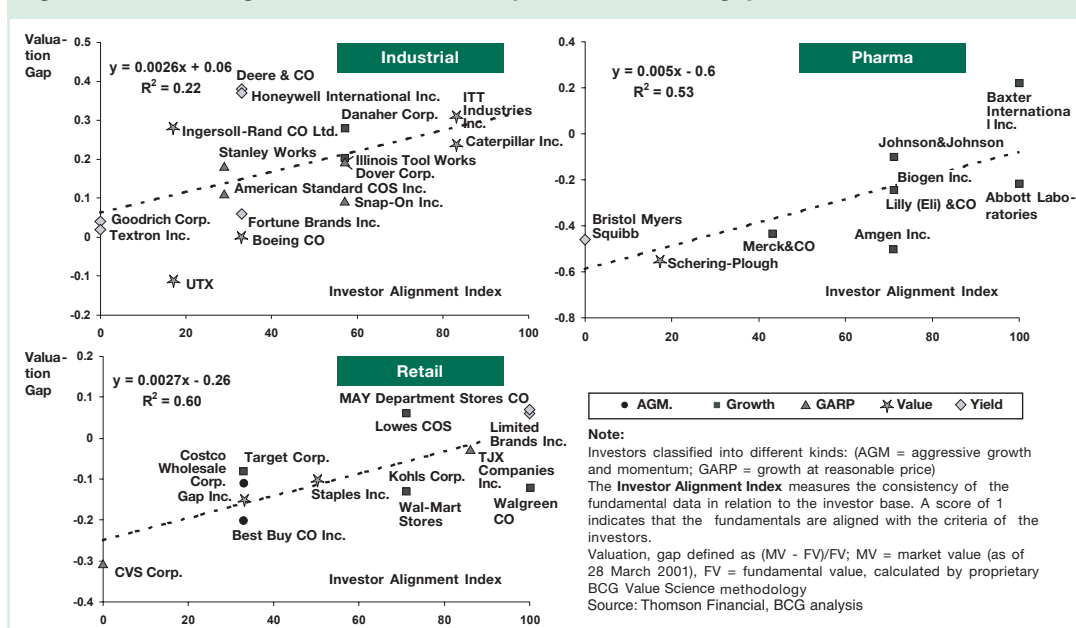 Valua-
tion
Gap
Industrial
y = 0.0026x + 0.06
R² = 0.22
0.5
0.4
0.3
0.2
0.1
0
-0.1
-0.2
Deere & CO
Honeywell International Inc.
Ingersoll-Rand CO Ltd.
Stanley Works
American Standard COS Inc.
Goodrich Corp.
Textron Inc.
Fortune Brands Inc.
Boeing CO
UTX
Danaher Corp.
Illinois Tool Works
Dover Corp.
Snap-On Inc.
ITT
Industries
Inc.
Caterpillar Inc.
Investor Alignment Index
0 20 40 60 80 100
Pharma
y = 0.005x - 0.6
R² = 0.53
0.4
0.2
0
-0.2
-0.4
-0.6
-0.8
Baxter
Internationa
l Inc.
Johnson&Johnson
Biogen Inc.
Lilly (Eli) &CO
Abbott Labo-
ratories
Bristol Myers
Squibb
Merck&CO
Amgen Inc.
Schering-Plough
Investor Alignment Index
0 20 40 60 80 100
Valua-
tion
Gap
Retail
y = 0.0027x - 0.26
R² = 0.60
0.2
0.1
0
-0.1
-0.2
-0.3
-0.4
MAY Department Stores CO
Lowes COS
Limited
Brands Inc.
Costco
Wholesale
Corp.
Target Corp.
Gap Inc.
Staples Inc.
Kohls Corp.
TJX
Companies
Inc.
Wal-Mart
Stores
Walgreen
CO
Best Buy CO Inc.
CVS Corp.
Investor Alignment Index
0 20 40 60 80 100
AGM. Growth GARP Value Yield
Note:
Investors classified into different kinds: (AGM = aggressive growth
and momentum; GARP = growth at reasonable price)
The Investor Alignment Index measures the consistency of the
fundamental data in relation to the investor base. A score of 1
indicates that the fundamentals are aligned with the criteria of the
investors.
Valuation, gap defined as (MV - FV)/FV; MV = market value (as of
28 March 2001), FV = fundamental value, calculated by proprietary
BCG Value Science methodology
Source: Thomson Financial, BCG analysis